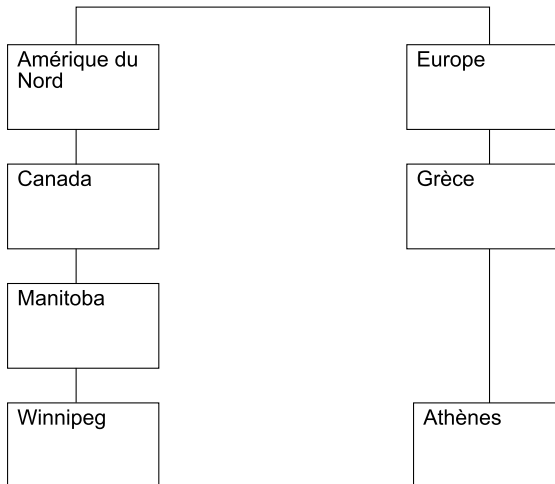 Amérique du
Nord
Europe
Canada
Grèce
Manitoba
Winnipeg
Athènes